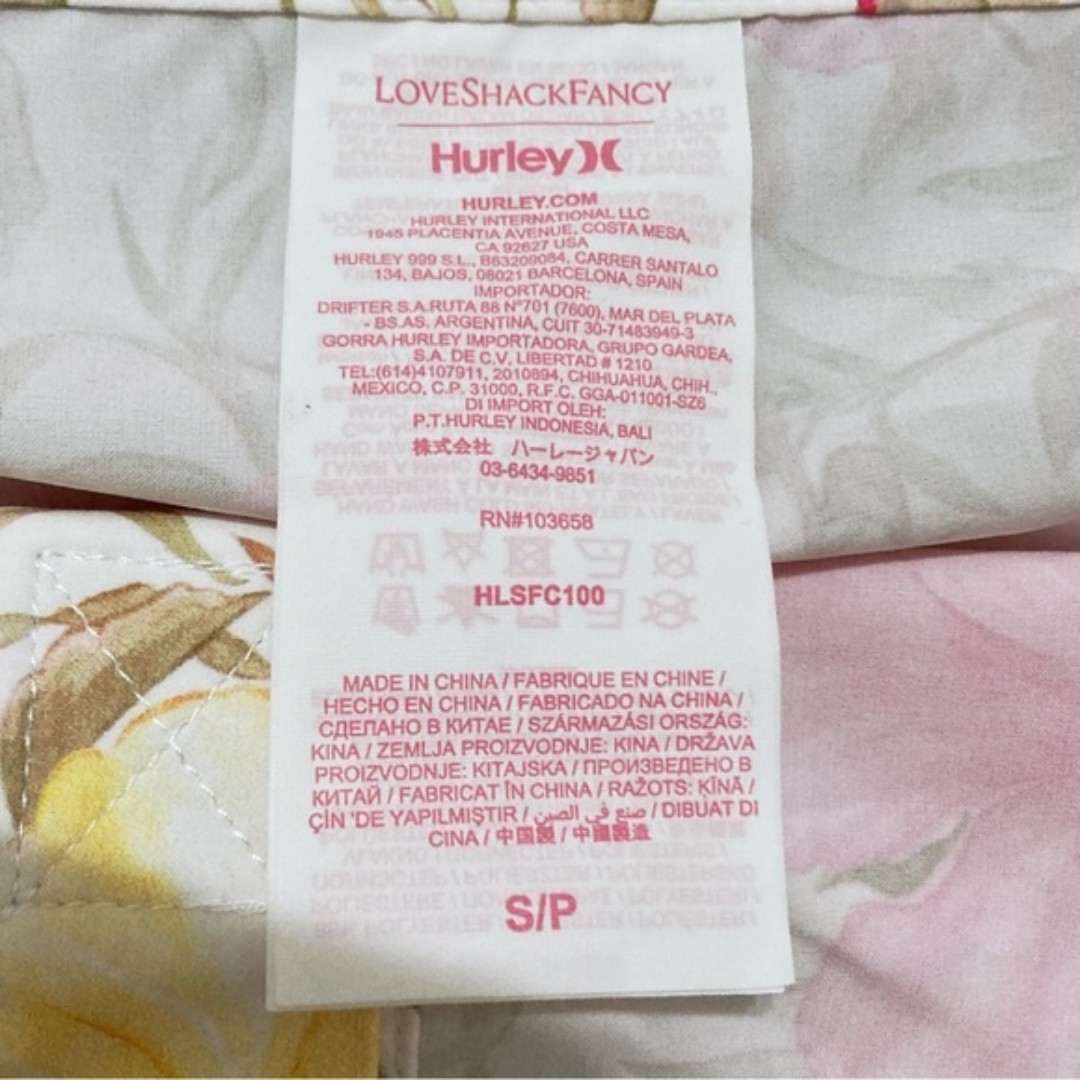 LOVESHACKFANCY
Hurley
HURLEY.COM
HURLEY INTERNATIONAL LLC
1945 PLACENTIA AVENUE, COSTA MESA,
CA 92627 USA
HURLEY 999 S.L., B63209084, CARRER SANTALO
134, BAJOS, 08021 BARCELONA, SPAIN
IMPORTADOR:
DRIFTER S.A.RUTA 88 N°701 (7600), MAR DEL PLATA
- BS.AS. ARGENTINA, CUIT 30-71483949-3
GORRA HURLEY IMPORTADORA, GRUPO GARDEA,
S.A. DE C.V, LIBERTAD # 1210
TEL:(614)4107911, 2010894, CHIHUAHUA, CHIH.,
MEXICO, C.P. 31000, R.F.C. GGA-011001-SZ6
DI IMPORT OLEH:
P.T.HURLEY INDONESIA, BALI
株式会社 ハーレージャパン
03-6434-9851
RN#103658
HLSFC100
MADE IN CHINA / FABRIQUE EN CHINE /
HECHO EN CHINA / FABRICADO NA CHINA /
СДЕЛАНО В КИТАЕ / SZÁRMAZÁSI ORSZÁG:
KINA / ZEMLJA PROIZVODNJE: KINA / DRŽAVA
PROIZVODNJE: KITAJSKA / ПРОИЗВЕДЕНО В
КИТАЙ / FABRICAT ÎN CHINA / RAŽOTS: ĶĪNĀ /
ÇİN 'DE YAPILMIŞTIR / صنع في الصين / DIBUAT DI
CINA / 中国製 / 中國製造
S/P